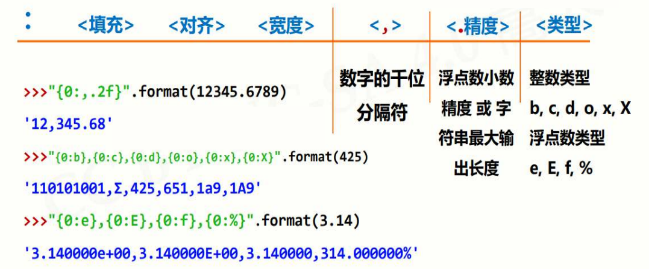 : <填充> <对齐> <宽度> <,> <.精度> <类型>
数字的千位
分隔符
浮点数小数
精度 或 字
符串最大输
出长度
整数类型
b, c, d, o, x, X
浮点数类型
e, E, f, %
>>>"{0:,.2f}".format(12345.6789)
'12,345.68'
>>>"{0:b},{0:c},{0:d},{0:o},{0:x},{0:X}".format(425)
'110101001,Σ,425,651,1a9,1A9'
>>>"{0:e},{0:E},{0:f},{0:%}".format(3.14)
'3.140000e+00,3.140000E+00,3.140000,314.000000%'